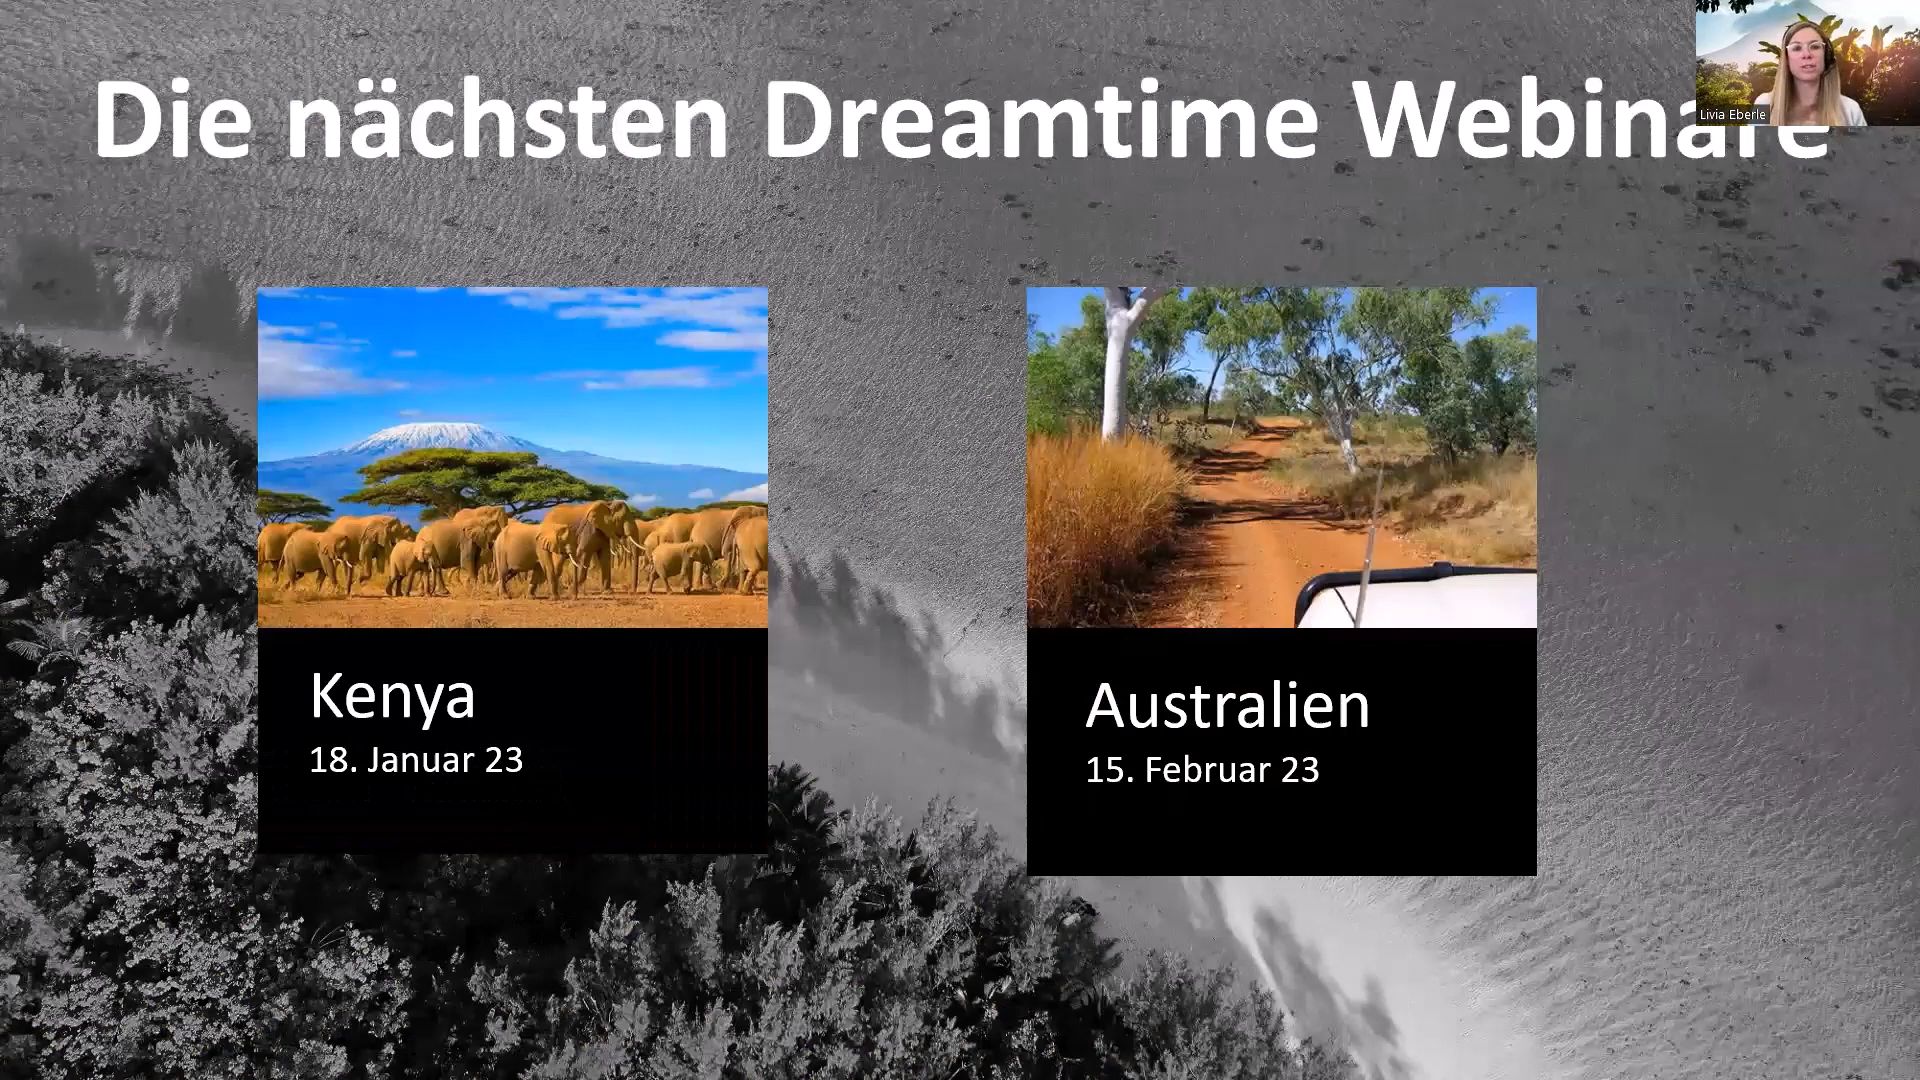 Die nächsten Dreamtime Webinare
Livia Eberle
Kenya
18. Januar 23
Australien
15. Februar 23